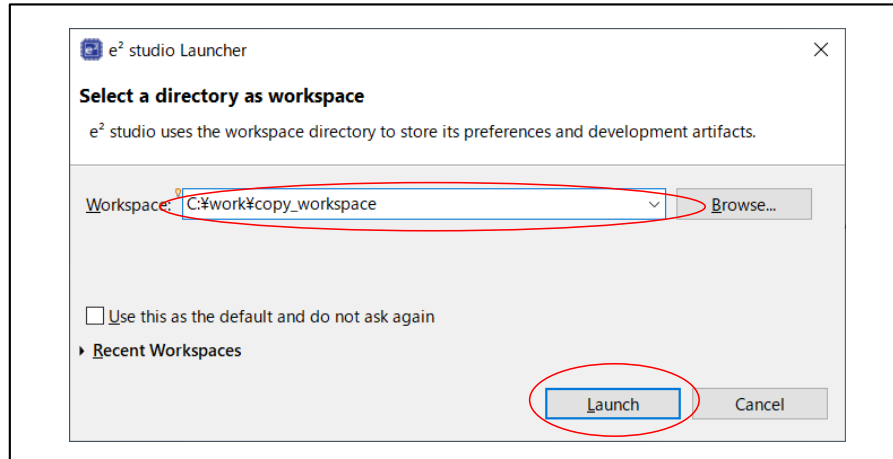 e² studio Launcher
Select a directory as workspace
e² studio uses the workspace directory to store its preferences and development artifacts.
Workspace: C:¥work¥copy_workspace Browse...
Use this as the default and do not ask again
Recent Workspaces
Launch Cancel